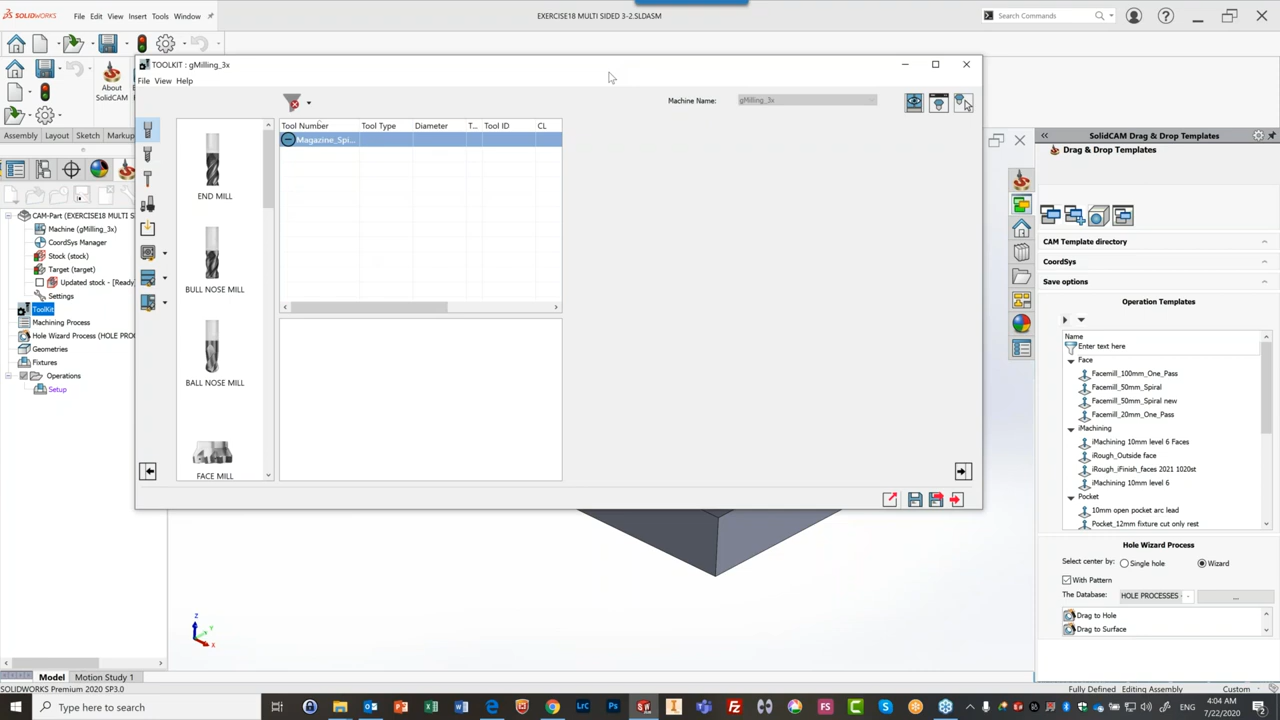 SOLIDWORKS
File Edit View Insert Tools Window
EXERCISE18 MULTI SIDED 3-2.SLDASM
Search Commands
About
SolidCAM
Assembly Layout Sketch Markup
TOOLKIT : gMilling_3x
File View Help
Machine Name: gMilling_3x
Tool Number Tool Type Diameter T... Tool ID CL
Magazine_Spi...
END MILL
BULL NOSE MILL
BALL NOSE MILL
FACE MILL
CAM-Part (EXERCISE18 MULTI S
Machine (gMilling_3x)
CoordSys Manager
Stock (stock)
Target (target)
Updated stock - [Ready
Settings
ToolKit
Machining Process
Hole Wizard Process (HOLE PROC
Geometries
Fixtures
Operations
Setup
SolidCAM Drag & Drop Templates
Drag & Drop Templates
CAM Template directory
CoordSys
Save options
Operation Templates
Name
Enter text here
Face
Facemill_100mm_One_Pass
Facemill_50mm_Spiral
Facemill_50mm_Spiral new
Facemill_20mm_One_Pass
iMachining
iMachining 10mm level 6 Faces
iRough_Outside face
iRough_iFinish_faces 2021 1020st
iMachining 10mm level 6
Pocket
10mm open pocket arc lead
Pocket_12mm fixture cut only rest
Hole Wizard Process
Select center by: Single hole Wizard
With Pattern
The Database: HOLE PROCESSES - ...
Drag to Hole
Drag to Surface
Z
Y
X
Model Motion Study 1
SOLIDWORKS Premium 2020 SP3.0
Fully Defined Editing Assembly Custom
Type here to search
LC Ps FS S
4:04 AM
7/22/2020